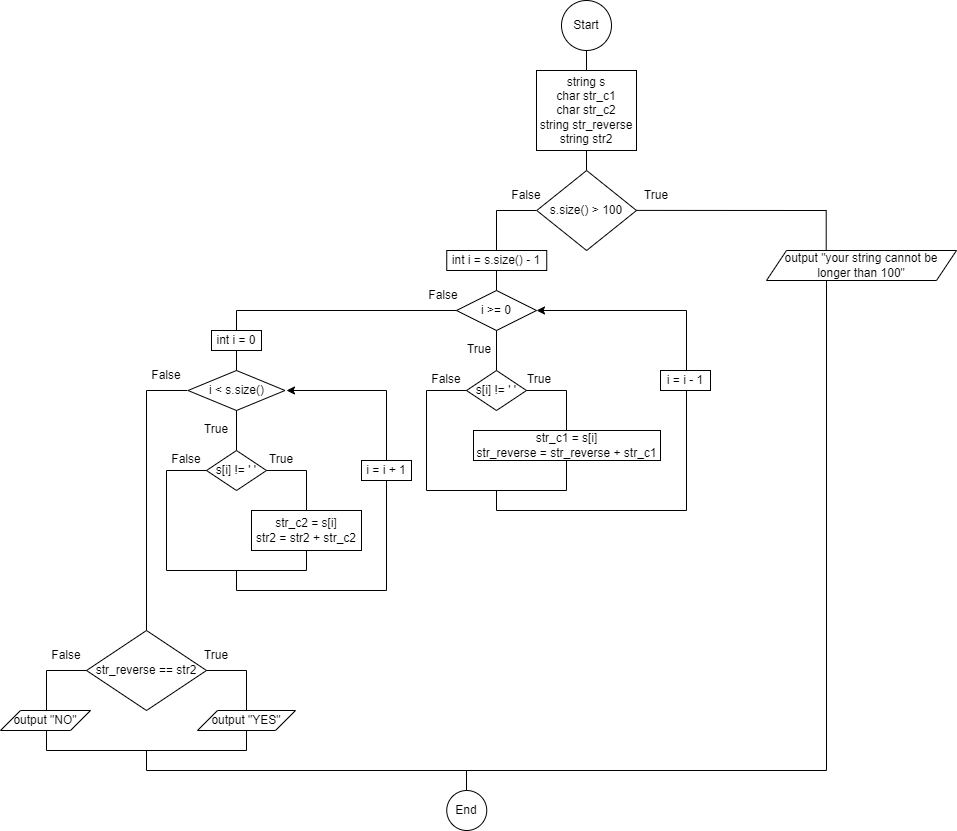 Start
string s
char str_c1
char str_c2
string str_reverse
string str2
False
True
s.size() > 100
int i = s.size() - 1
output "your string cannot be
longer than 100"
False
i >= 0
True
int i = 0
False
True
s[i] != ' '
i = i - 1
str_c1 = s[i]
str_reverse = str_reverse + str_c1
False
i < s.size()
True
False
True
s[i] != ' '
i = i + 1
str_c2 = s[i]
str2 = str2 + str_c2
False
True
str_reverse == str2
output "NO"
output "YES"
End